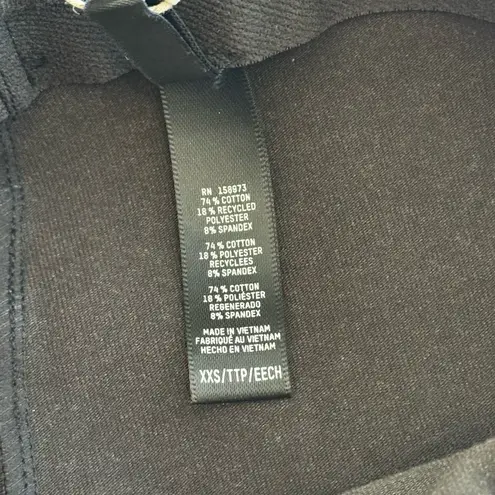 RN 158973
74% COTTON
18% RECYCLED
POLYESTER
8% SPANDEX
74% COTTON
18% POLYESTER
RECYCLEES
8% SPANDEX
74% COTTON
18% POLIÉSTER
REGENERADO
8% SPANDEX
MADE IN VIETNAM
FABRIQUÉ AU VIETNAM
HECHO EN VIETNAM
XXS/TTP/EECH